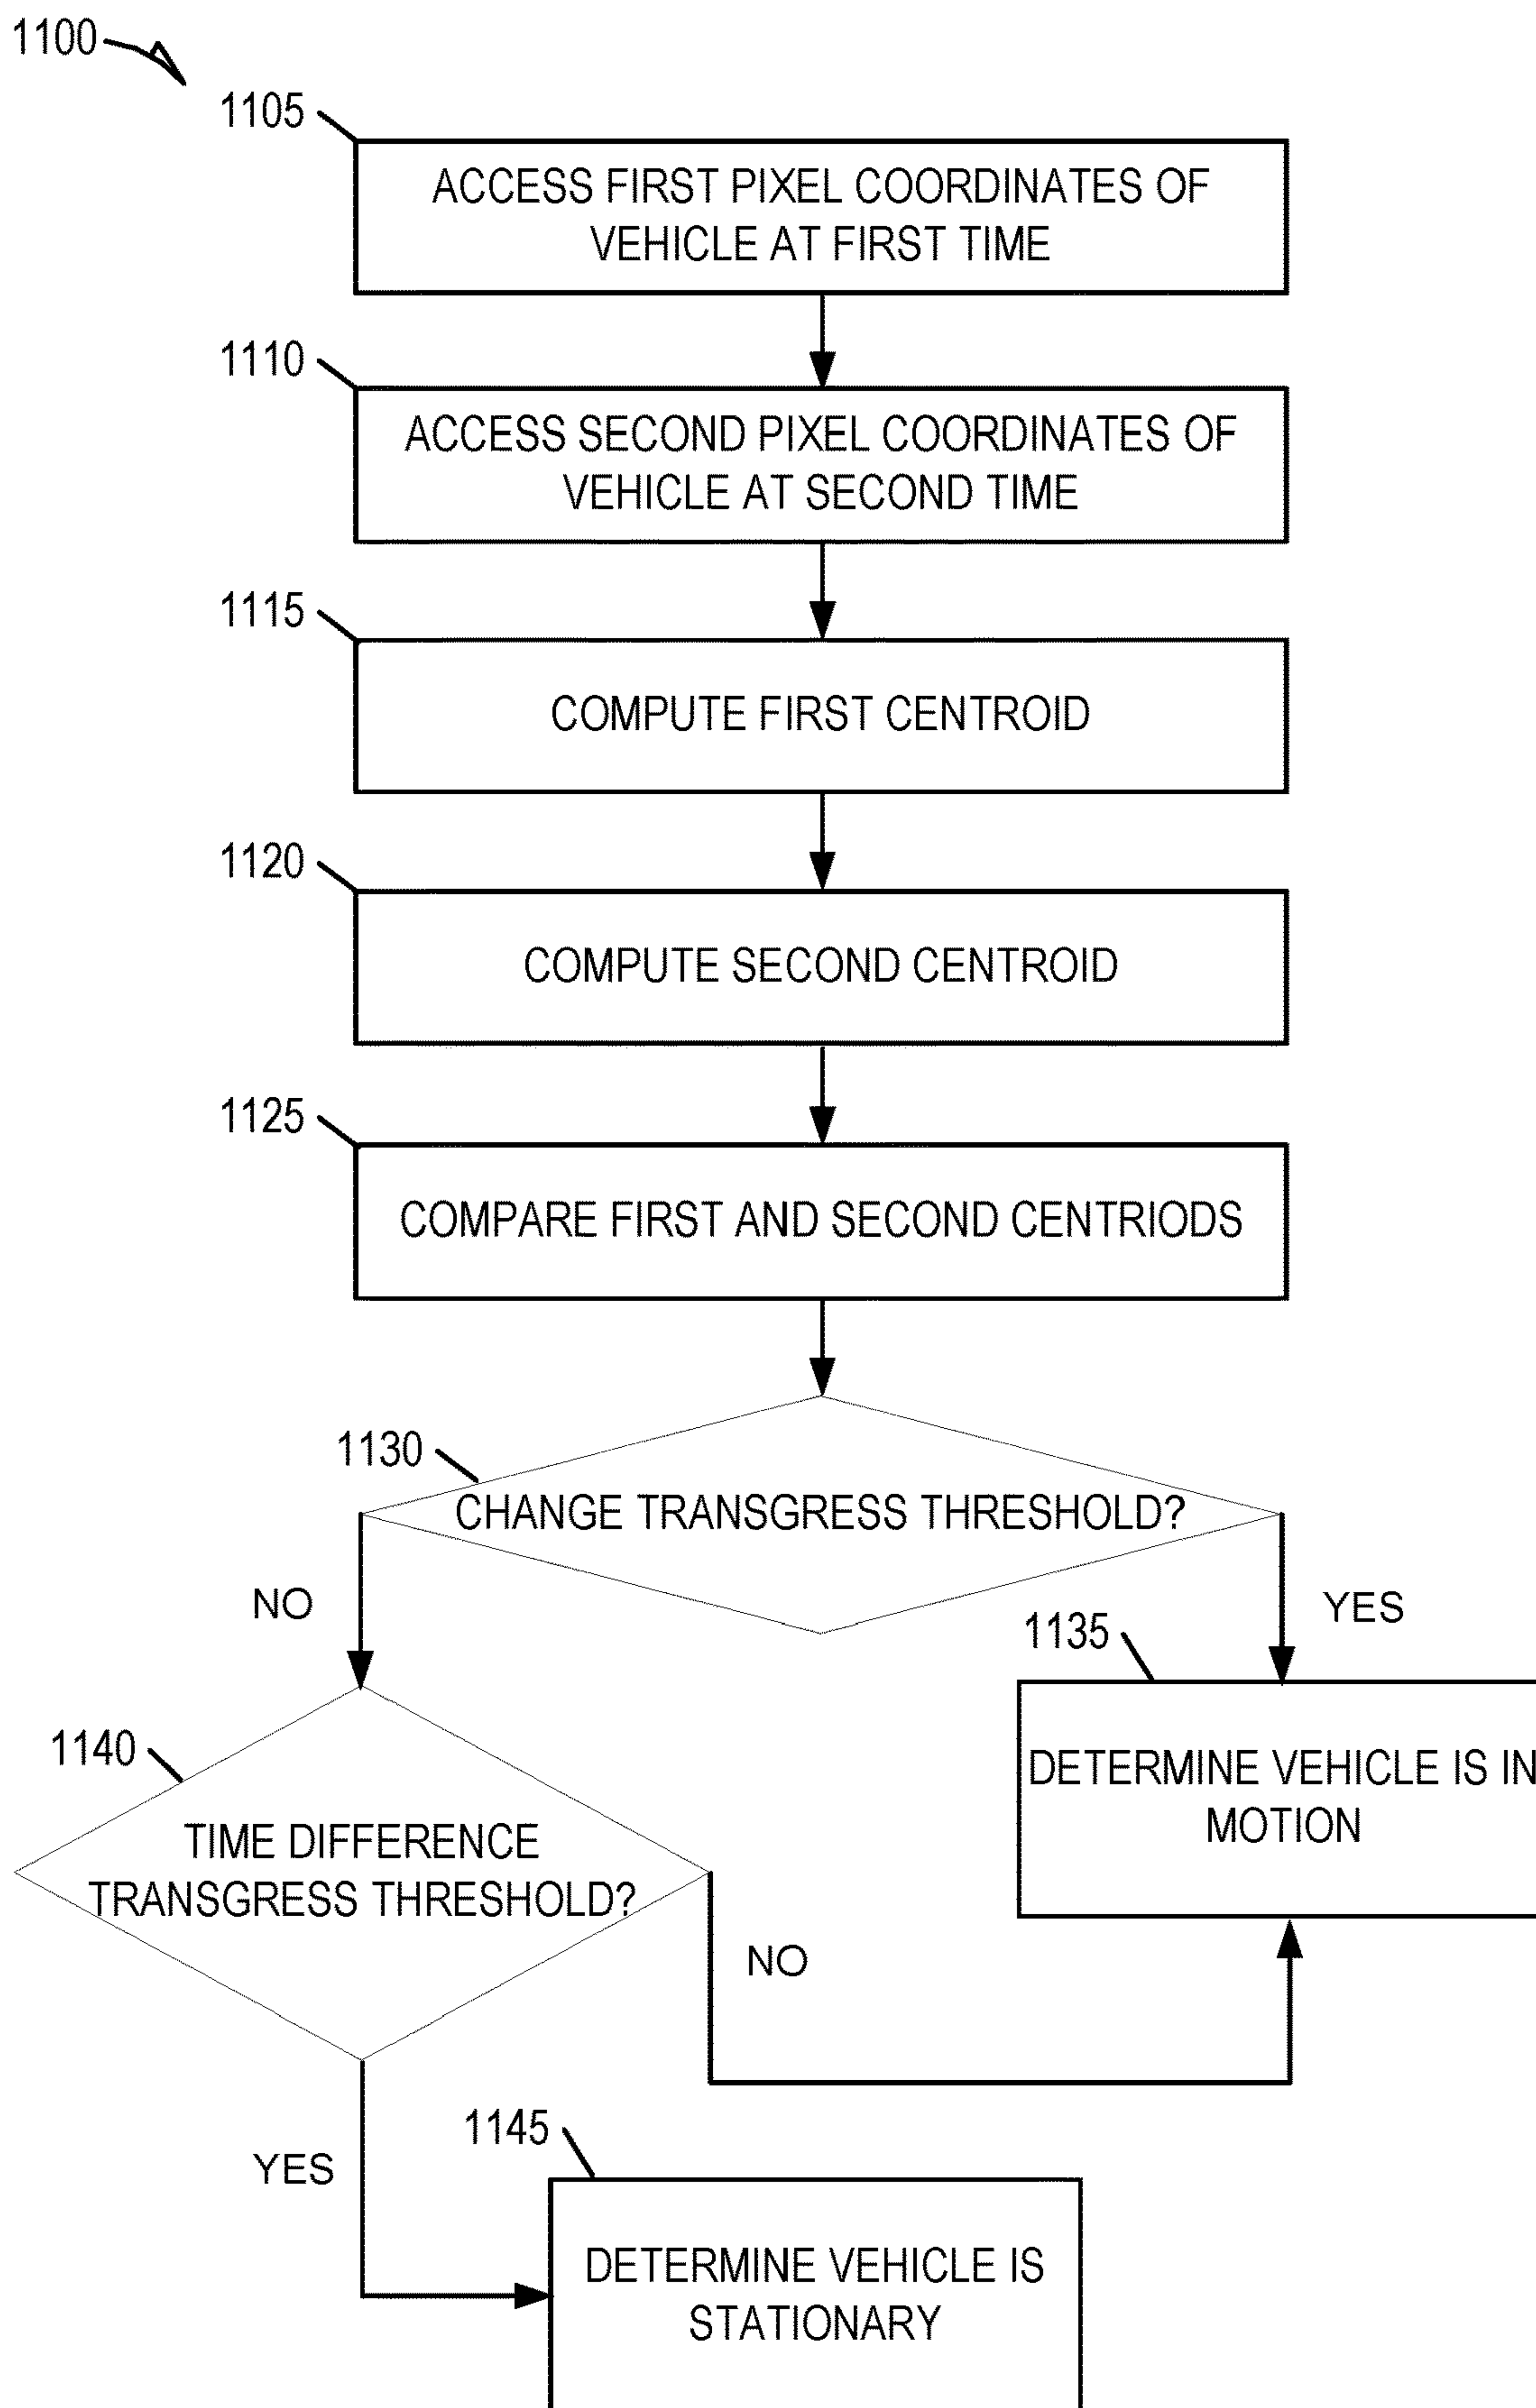 1100
1105
ACCESS FIRST PIXEL COORDINATES OF
VEHICLE AT FIRST TIME
1110
ACCESS SECOND PIXEL COORDINATES OF
VEHICLE AT SECOND TIME
1115
COMPUTE FIRST CENTROID
1120
COMPUTE SECOND CENTROID
1125
COMPARE FIRST AND SECOND CENTRIODS
1130
CHANGE TRANSGRESS THRESHOLD?
NO
YES
1135
DETERMINE VEHICLE IS IN
MOTION
1140
TIME DIFFERENCE
TRANSGRESS THRESHOLD?
NO
YES
1145
DETERMINE VEHICLE IS
STATIONARY